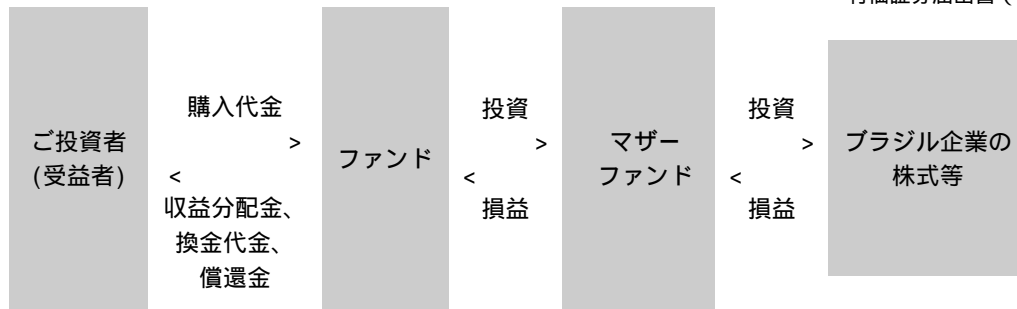 ご投資者
(受益者)
購入代金
>
<
収益分配金、
換金代金、
償還金
ファンド
投資
>
<
損益
マザー
ファンド
投資
>
<
損益
ブラジル企業の
株式等